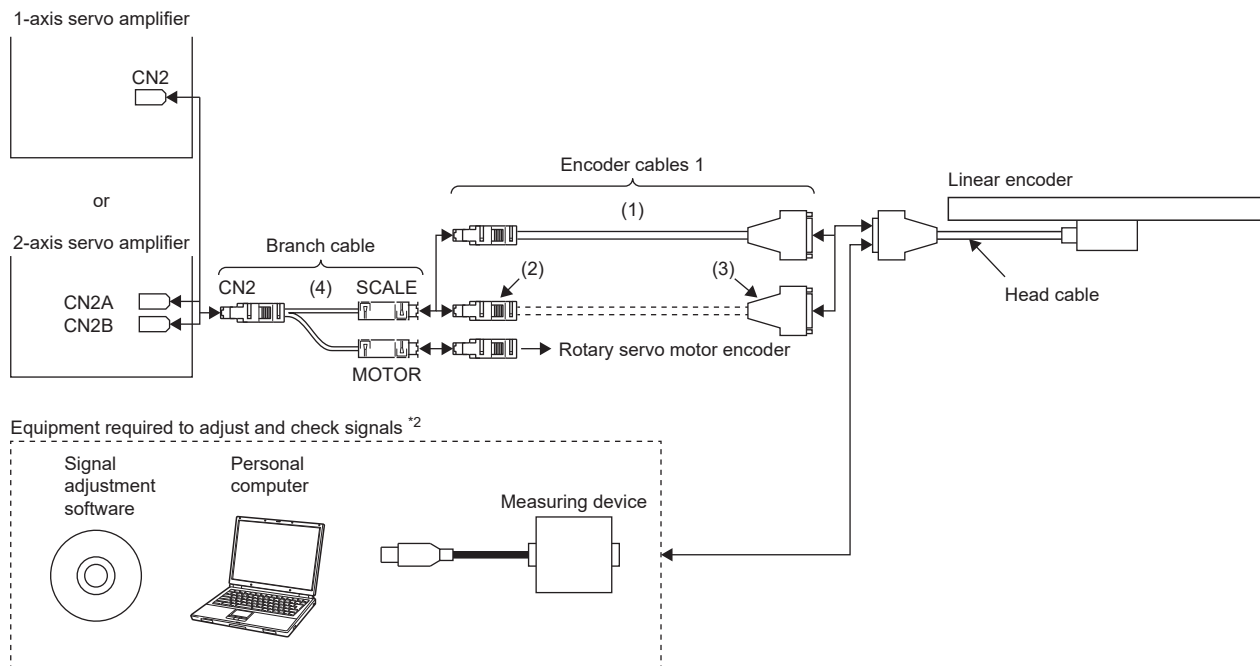 1-axis servo amplifier
CN2
or
2-axis servo amplifier
CN2A
CN2B
Branch cable
CN2
(4)
SCALE
MOTOR
Encoder cables 1
(1)
(2)
(3)
Rotary servo motor encoder
Linear encoder
Head cable
Equipment required to adjust and check signals *2
Signal
adjustment
software
Personal
computer
Measuring device